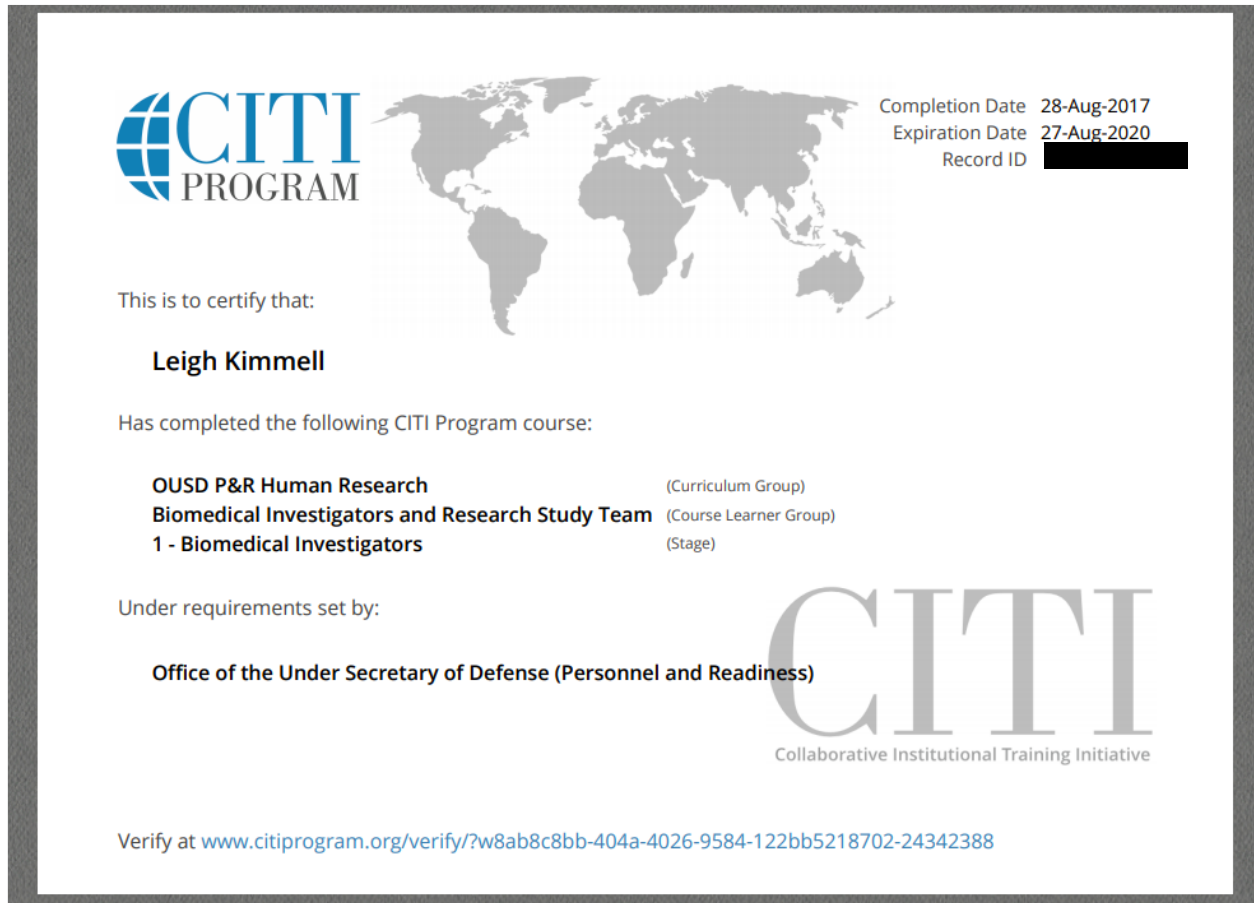 CITI
PROGRAM
Completion Date 28-Aug-2017
Expiration Date 27-Aug-2020
Record ID
This is to certify that:
Leigh Kimmell
Has completed the following CITI Program course:
OUSD P&R Human Research (Curriculum Group)
Biomedical Investigators and Research Study Team (Course Learner Group)
1 - Biomedical Investigators (Stage)
Under requirements set by:
Office of the Under Secretary of Defense (Personnel and Readiness)
CITI
Collaborative Institutional Training Initiative
Verify at www.citiprogram.org/verify/?w8ab8c8bb-404a-4026-9584-122bb5218702-24342388